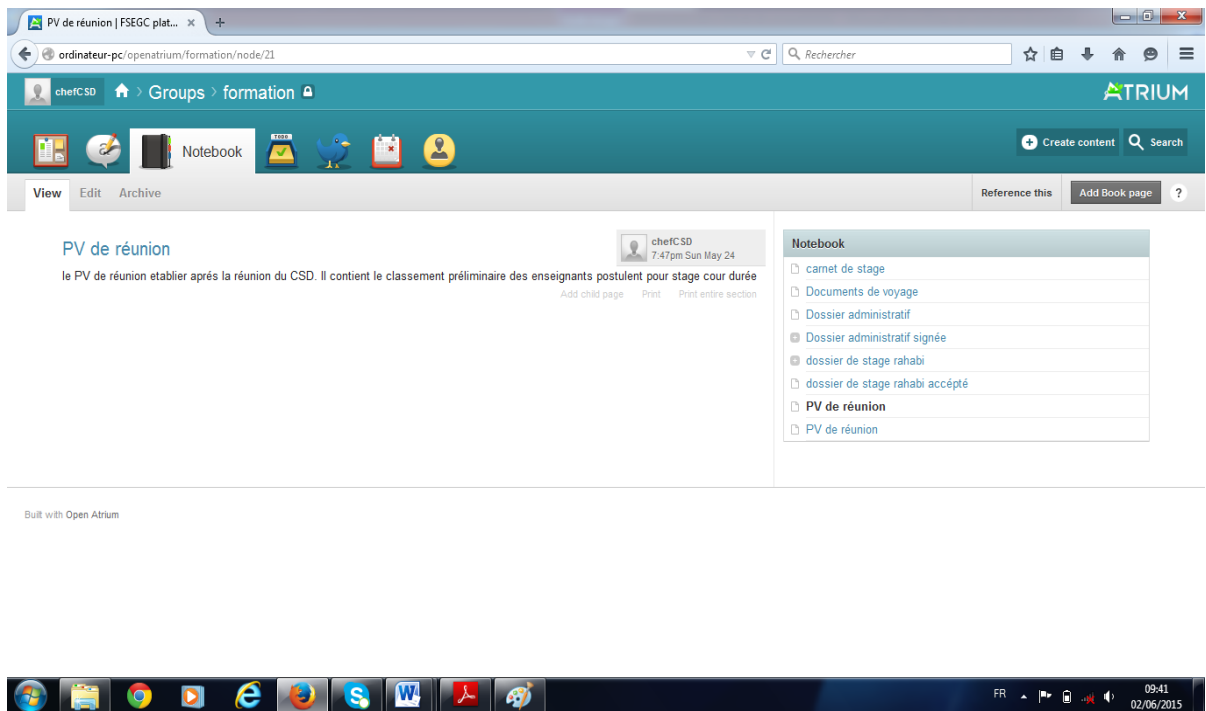 PV de réunion | FSEGC plat... × +
ordinateur-pc/openatrium/formation/node/21
Rechercher
chefCSD > Groups > formation
ATRIUM
Notebook
TODO
Create content Search
View Edit Archive
Reference this Add Book page ?
PV de réunion
chefCSD
7:47pm Sun May 24
le PV de réunion etablier aprés la réunion du CSD. Il contient le classement préliminaire des enseignants postulent pour stage cour durée
Add child page Print Print entire section
Notebook
carnet de stage
Documents de voyage
Dossier administratif
Dossier administratif signée
dossier de stage rahabi
dossier de stage rahabi accépté
PV de réunion
PV de réunion
Built with Open Atrium
FR
09:41
02/06/2015